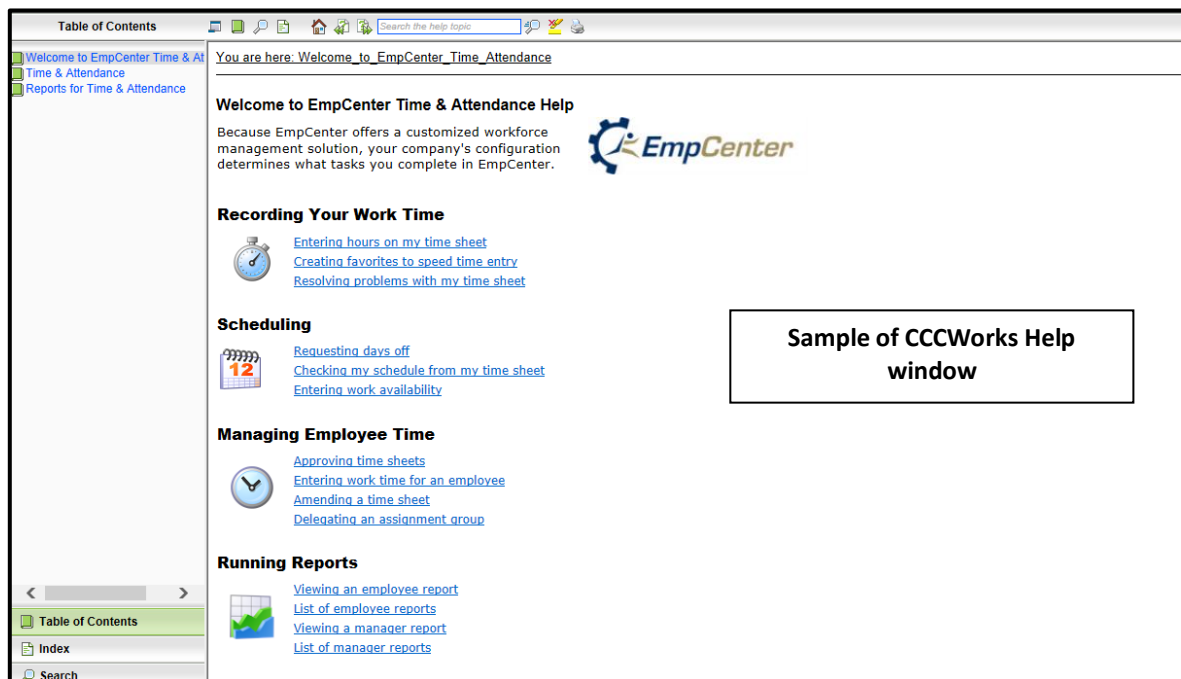 Table of Contents
Search the help topic
Welcome to EmpCenter Time & At
Time & Attendance
Reports for Time & Attendance
You are here: Welcome_to_EmpCenter_Time_Attendance
Welcome to EmpCenter Time & Attendance Help
Because EmpCenter offers a customized workforce
management solution, your company's configuration
determines what tasks you complete in EmpCenter.
EmpCenter
Recording Your Work Time
Entering hours on my time sheet
Creating favorites to speed time entry
Resolving problems with my time sheet
Scheduling
12
Requesting days off
Checking my schedule from my time sheet
Entering work availability
Sample of CCCWorks Help
window
Managing Employee Time
Approving time sheets
Entering work time for an employee
Amending a time sheet
Delegating an assignment group
Running Reports
Viewing an employee report
List of employee reports
Viewing a manager report
List of manager reports
Table of Contents
Index
Search